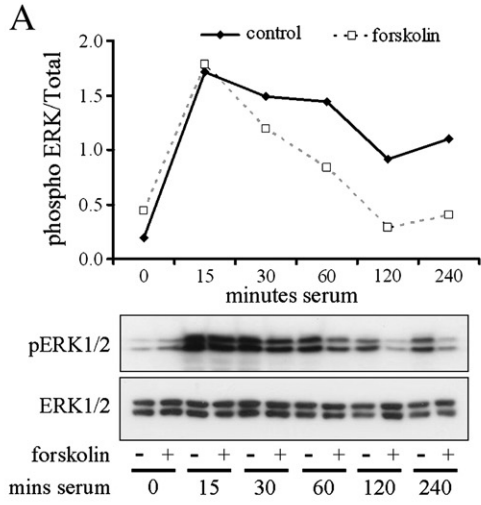 A
control forskolin
phospho ERK/Total
2.0
1.5
1.0
0.5
0.0
0 15 30 60 120 240
minutes serum
pERK1/2
ERK1/2
forskolin - + - + - + - + - + - +
mins serum 0 15 30 60 120 240